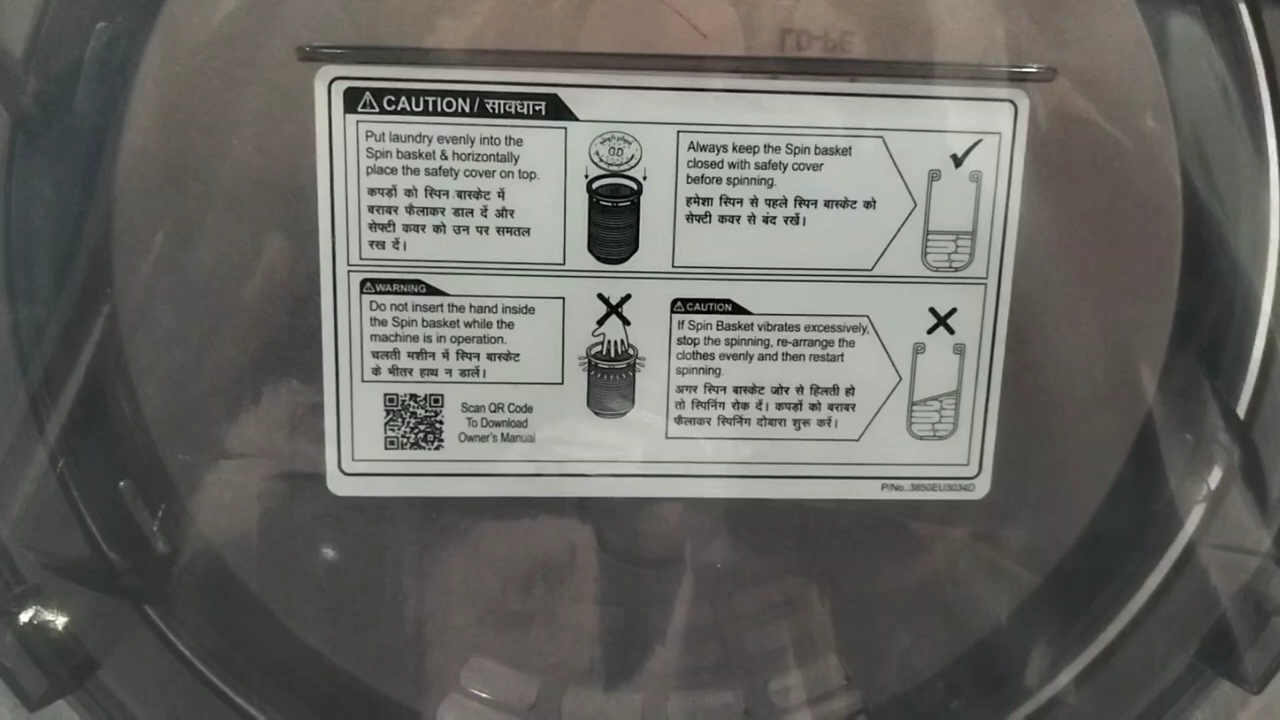 CAUTION / सावधान
Put laundry evenly into the
Spin basket & horizontally
place the safety cover on top.
कपड़ों को स्पिन बास्केट में
बराबर फैलाकर डाल दें और
सेफ्टी कवर को उन पर समतल
रख दें।
Always keep the Spin basket
closed with safety cover
before spinning.
हमेशा स्पिन से पहले स्पिन बास्केट को
सेफ्टी कवर से बंद रखें।
WARNING
Do not insert the hand inside
the Spin basket while the
machine is in operation.
चलती मशीन में स्पिन बास्केट
के भीतर हाथ न डालें।
Scan QR Code
To Download
Owner's Manual
CAUTION
If Spin Basket vibrates excessively,
stop the spinning, re-arrange the
clothes evenly and then restart
spinning.
अगर स्पिन बास्केट जोर से हिलती हो
तो स्पिनिंग रोक दें। कपड़ों को बराबर
फैलाकर स्पिनिंग दोबारा शुरू करें।
P/No.:3850EU3034D